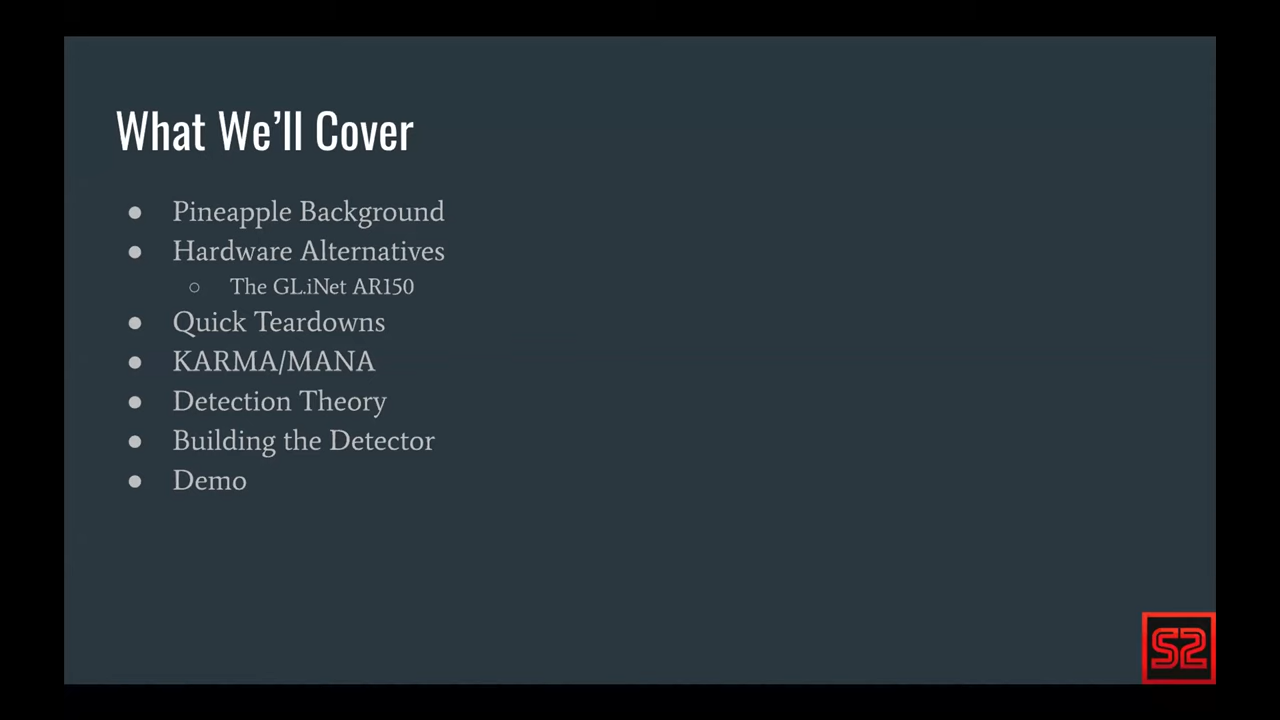 What We’ll Cover
● Pineapple Background
● Hardware Alternatives
○ The GL.iNet AR150
● Quick Teardowns
● KARMA/MANA
● Detection Theory
● Building the Detector
● Demo
S2